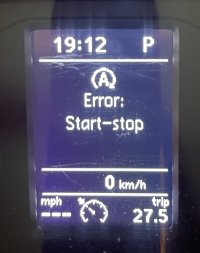 19:12 P
A
Error:
Start-stop
0 km/h
mph trip
--- % 27.5